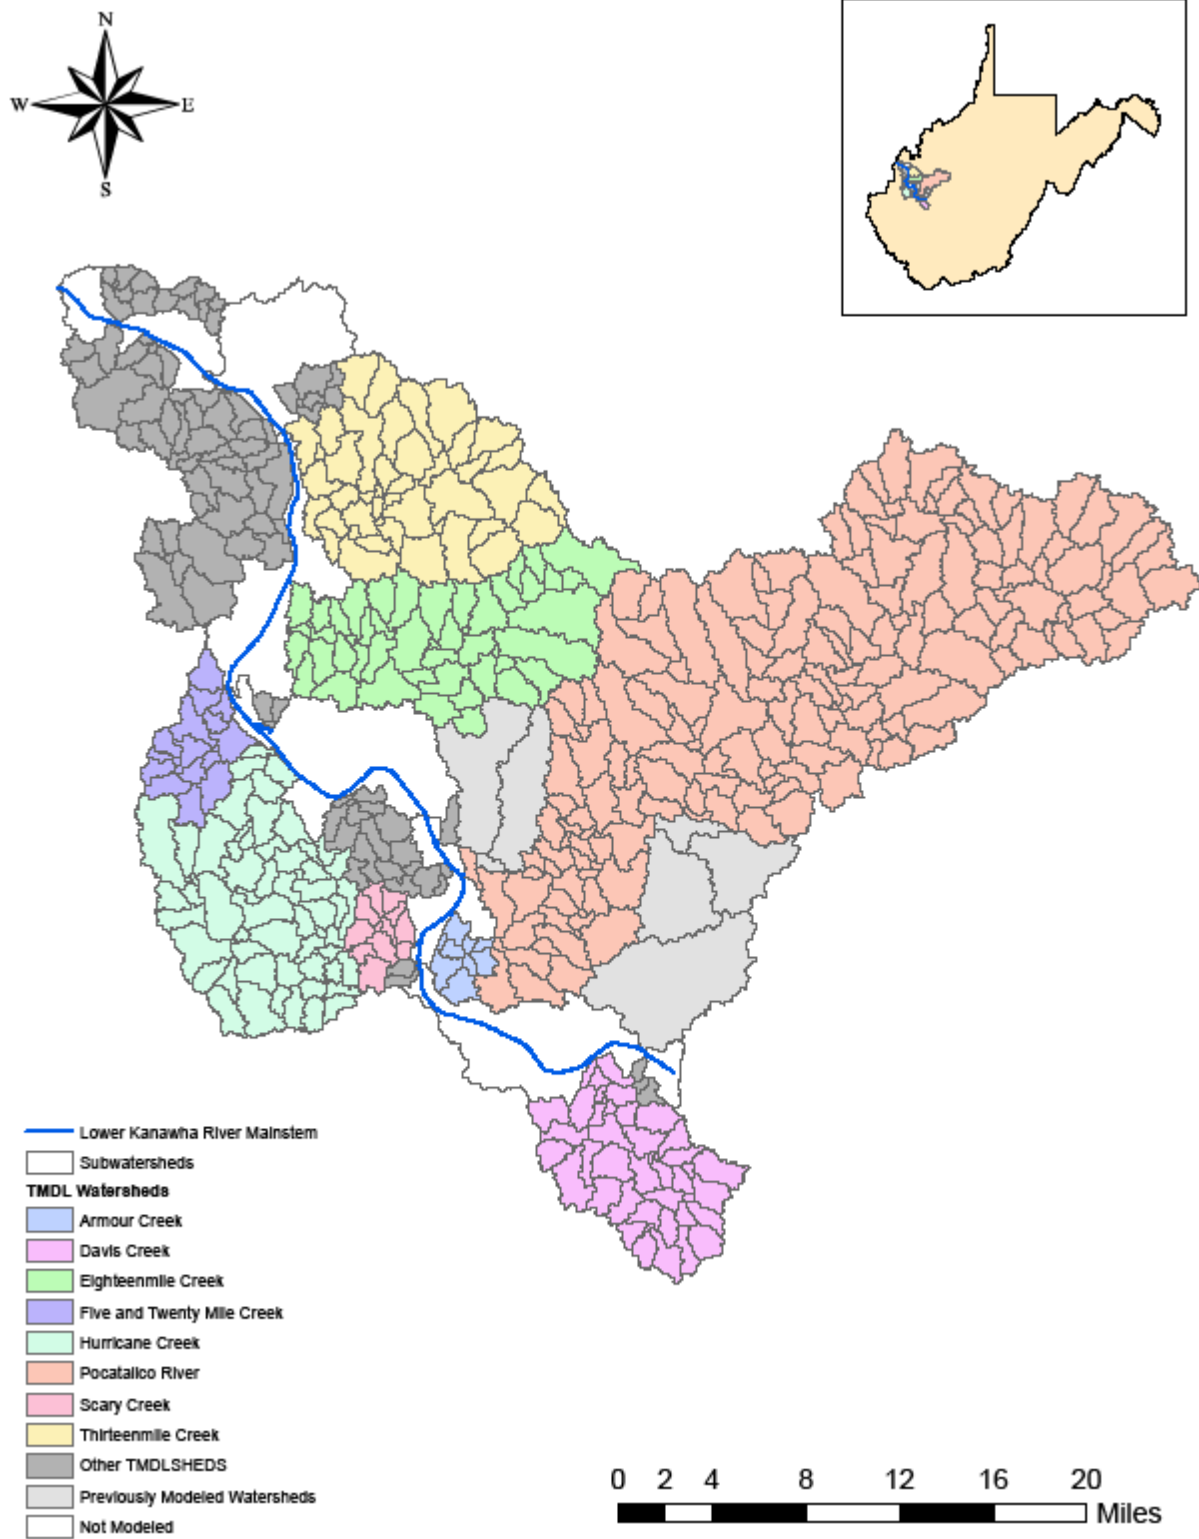 N
W E
S
Lower Kanawha River Mainstem
Subwatersheds
TMDL Watersheds
Armour Creek
Davis Creek
Eighteenmile Creek
Five and Twenty Mile Creek
Hurricane Creek
Pocatalico River
Scary Creek
Thirteenmile Creek
Other TMDLSHEDS
Previously Modeled Watersheds
Not Modeled
0 2 4 8 12 16 20
Miles